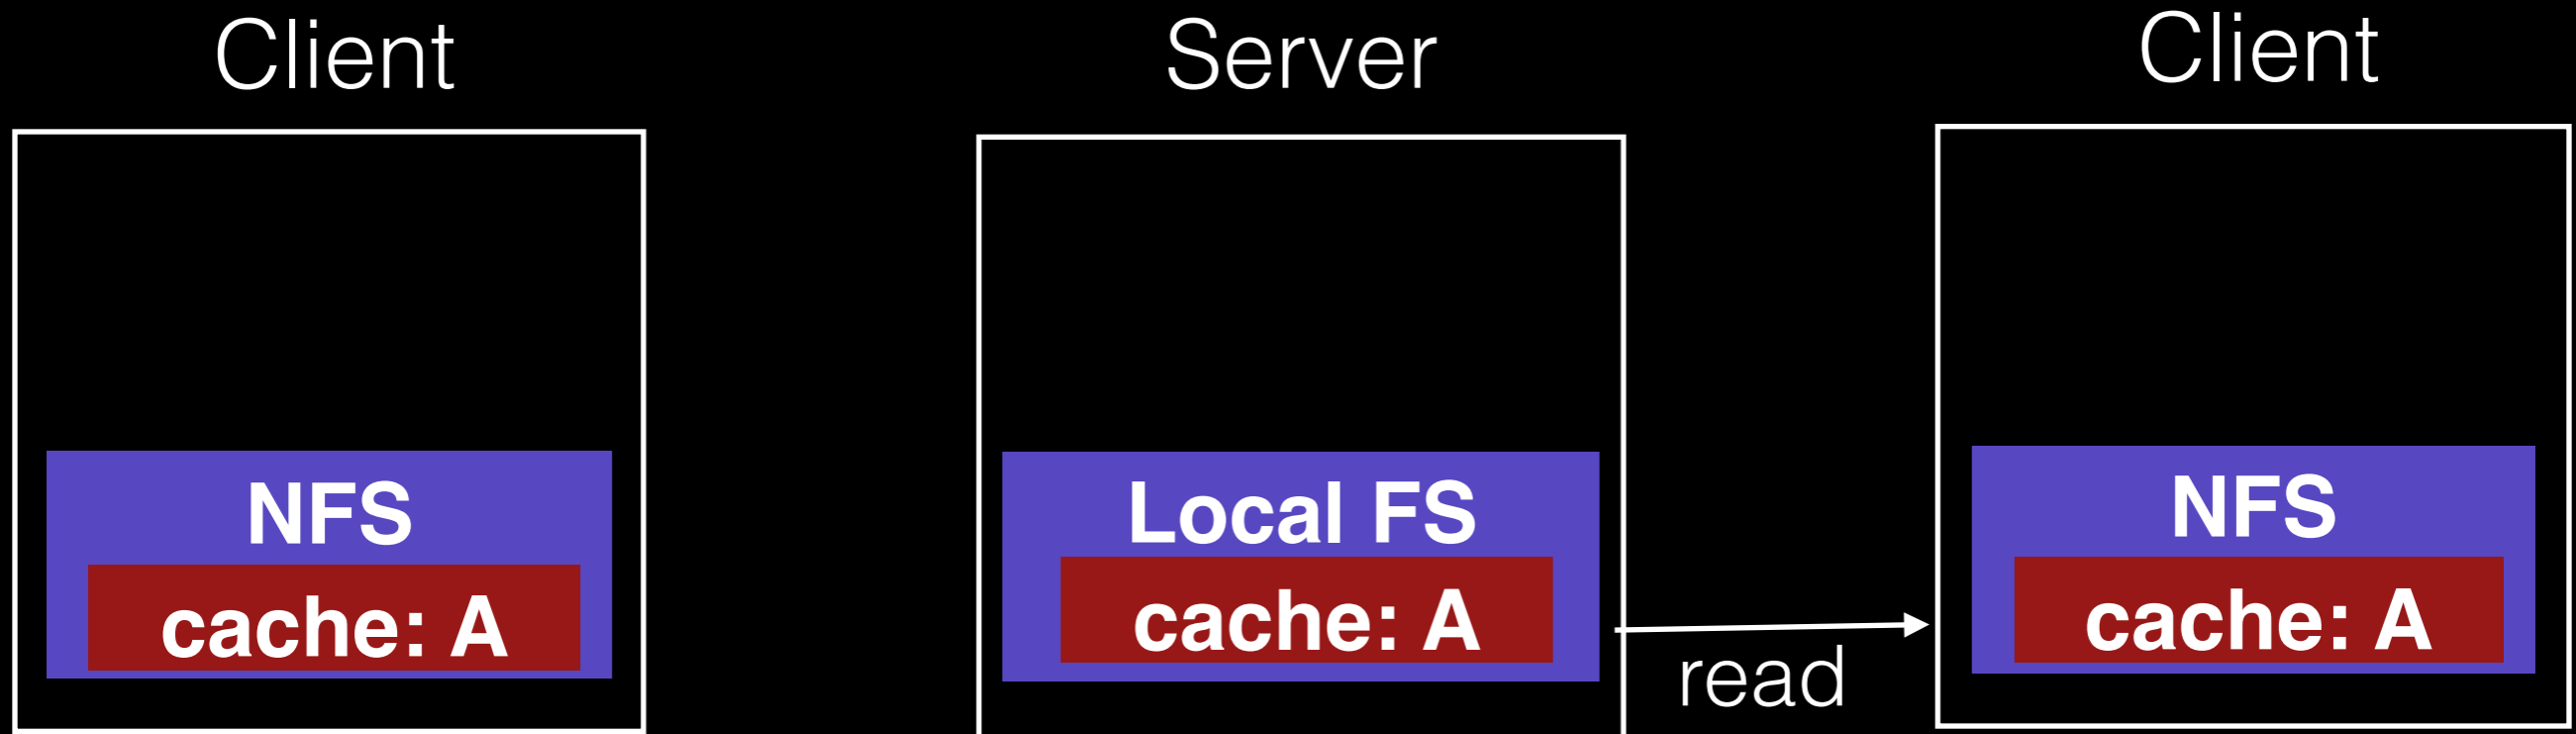 Client
Server
Client
NFS
cache: A
Local FS
cache: A
read
NFS
cache: A